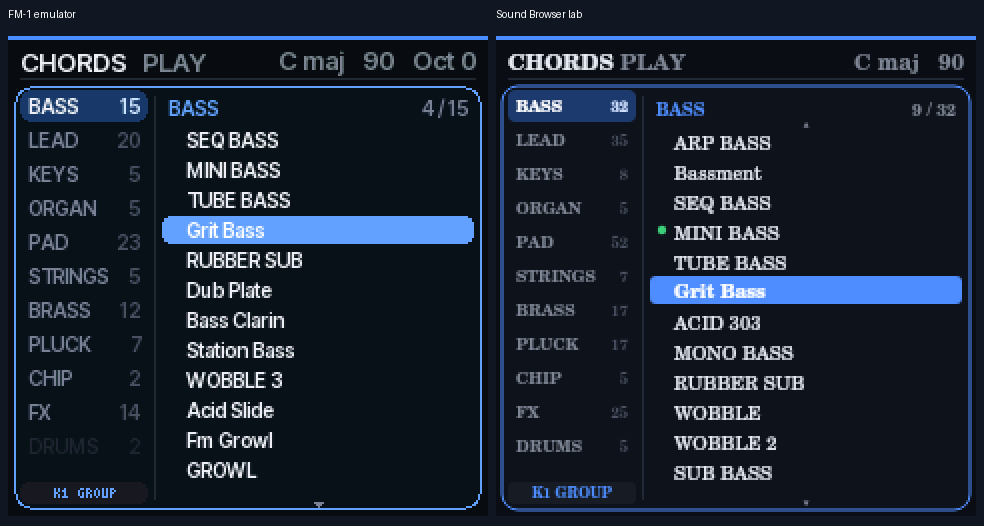 FM-1 emulator
CHORDS PLAY C maj 90 Oct 0
BASS 15
LEAD 20
KEYS 5
ORGAN 5
PAD 23
STRINGS 5
BRASS 12
PLUCK 7
CHIP 2
FX 14
DRUMS 2
K1 GROUP
BASS 4/15
SEQ BASS
MINI BASS
TUBE BASS
Grit Bass
RUBBER SUB
Dub Plate
Bass Clarin
Station Bass
WOBBLE 3
Acid Slide
Fm Growl
GROWL
Sound Browser lab
CHORDS PLAY C maj 90
BASS 32
LEAD 35
KEYS 8
ORGAN 5
PAD 52
STRINGS 7
BRASS 17
PLUCK 17
CHIP 5
FX 25
DRUMS 5
K1 GROUP
BASS 9 / 32
ARP BASS
Bassment
SEQ BASS
MINI BASS
TUBE BASS
Grit Bass
ACID 303
MONO BASS
RUBBER SUB
WOBBLE
WOBBLE 2
SUB BASS